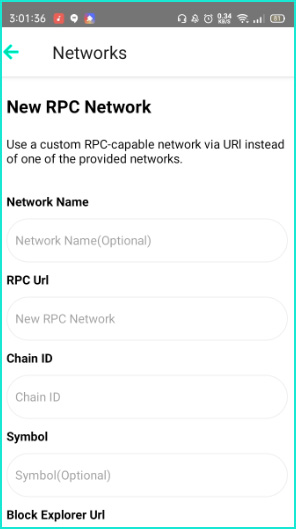 3:01:36 0.34 KB/S 81
Networks
New RPC Network
Use a custom RPC-capable network via URl instead
of one of the provided networks.
Network Name
Network Name(Optional)
RPC Url
New RPC Network
Chain ID
Chain ID
Symbol
Symbol(Optional)
Block Explorer Url